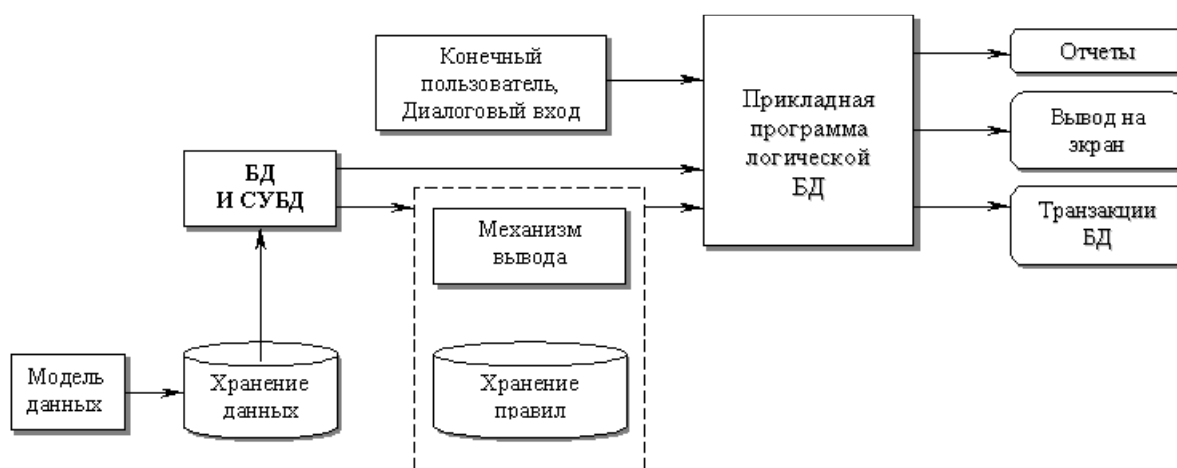 Конечный
пользователь,
Диалоговый вход
Прикладная
программа
логической
БД
Отчеты
Вывод на
экран
Транзакции
БД
БД
И СУБД
Механизм
вывода
Модель
данных
Хранение
данных
Хранение
правил